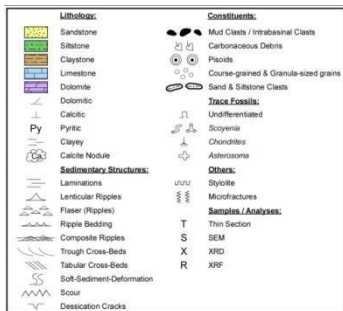 Lithology:
Sandstone
Siltstone
Claystone
Limestone
Dolomite
Dolomitic
Calcitic
Py Pyritic
Clayey
Ca Calcite Nodule
Sedimentary Structures:
Laminations
Lenticular Ripples
Flaser (Ripples)
Ripple Bedding
Composite Ripples
Trough Cross-Beds
Tabular Cross-Beds
Soft-Sediment-Deformation
Scour
Dessication Cracks
Constituents:
Mud Clasts / Intrabasinal Clasts
Carbonaceous Debris
Pisoids
Course-grained & Granula-sized grains
Sand & Siltstone Clasts
Trace Fossils:
Undifferentiated
Scoyenia
Chondrites
Asterosoma
Others:
Stylolite
Microfractures
Samples / Analyses:
T Thin Section
S SEM
X XRD
R XRF